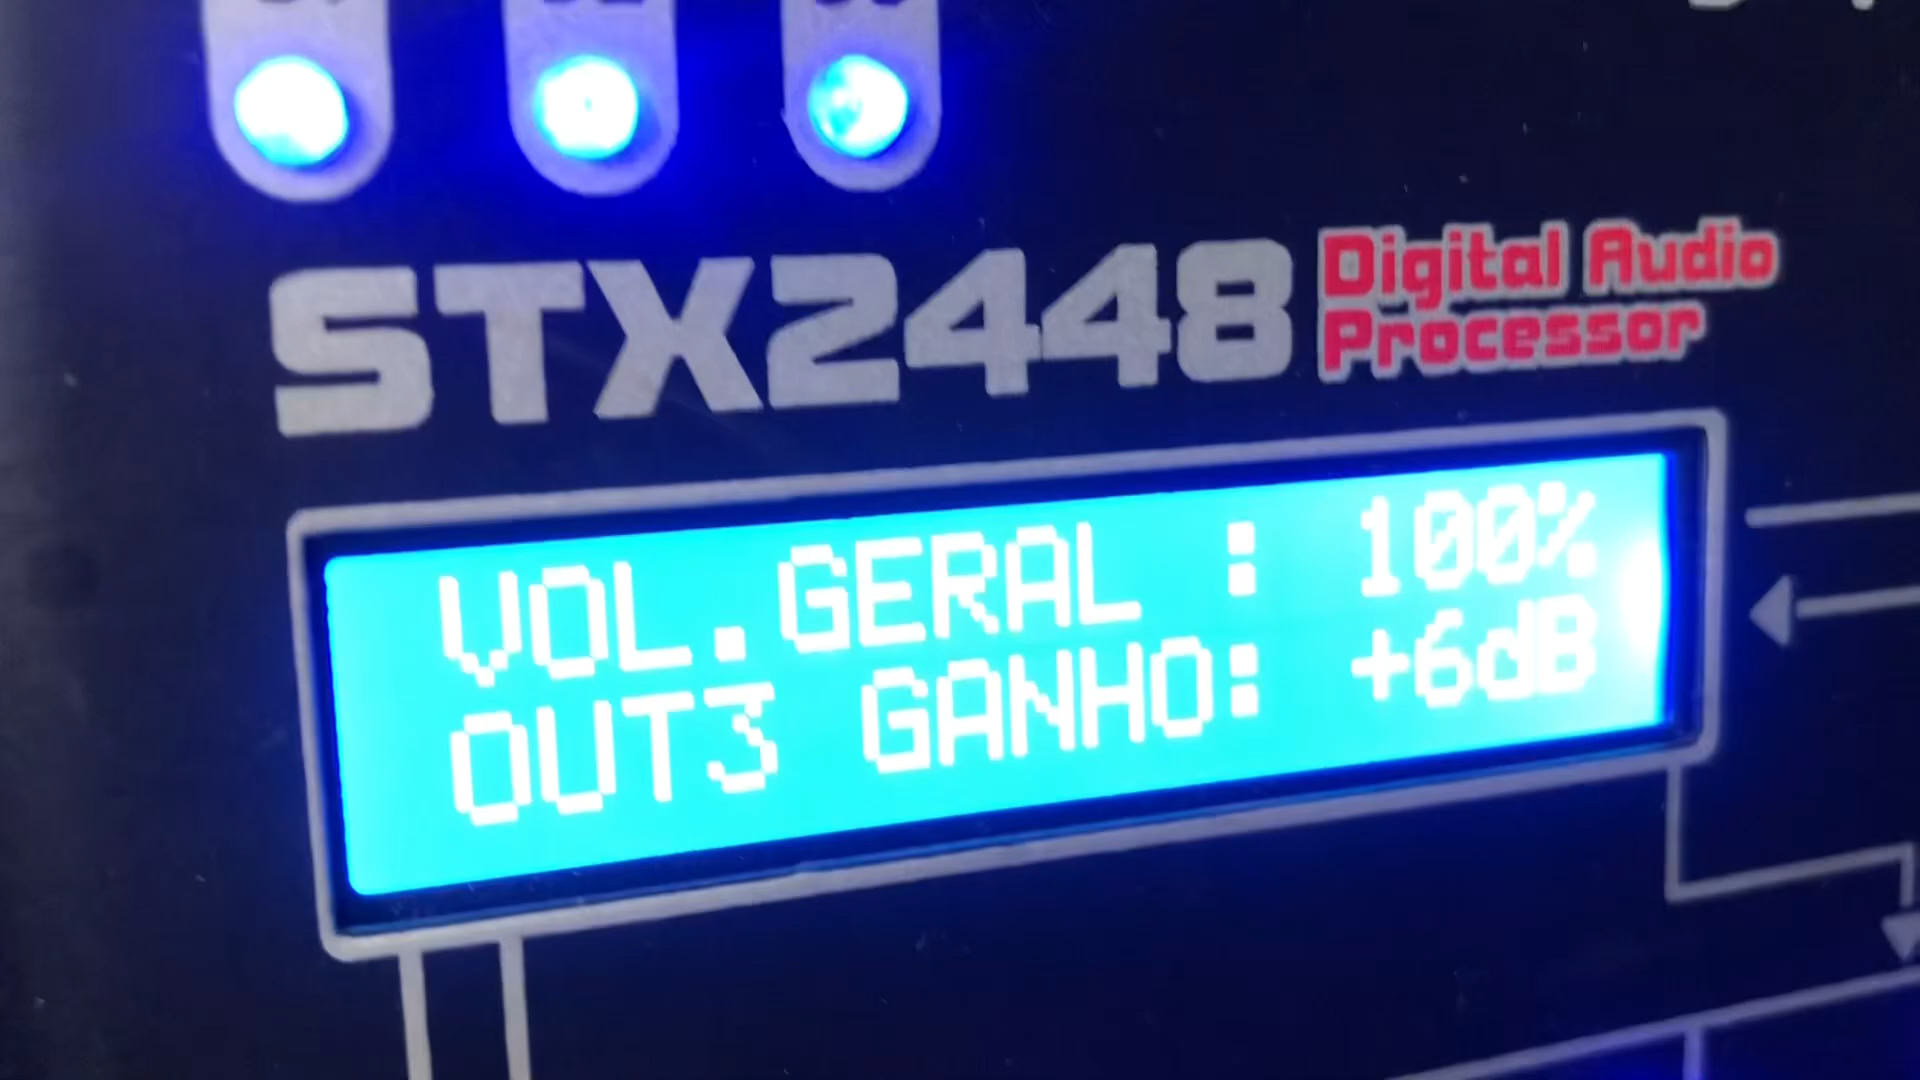 STX2448 Digital Audio
Processor
VOL.GERAL : 100%
OUT3 GANHO: +6dB